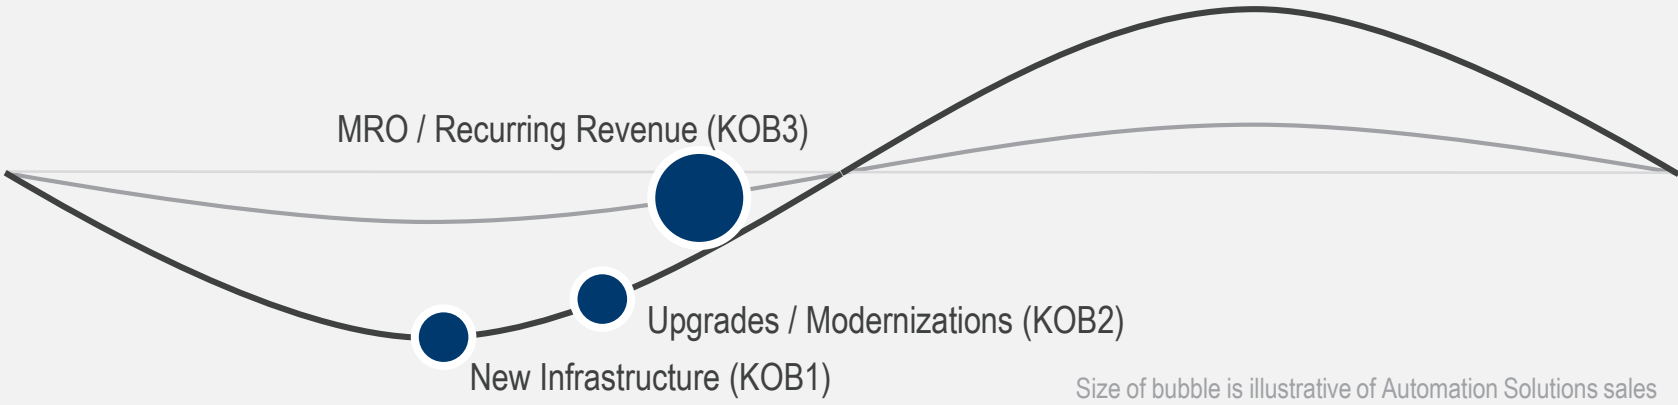 MRO / Recurring Revenue (KOB3)
Upgrades / Modernizations (KOB2)
New Infrastructure (KOB1)
Size of bubble is illustrative of Automation Solutions sales